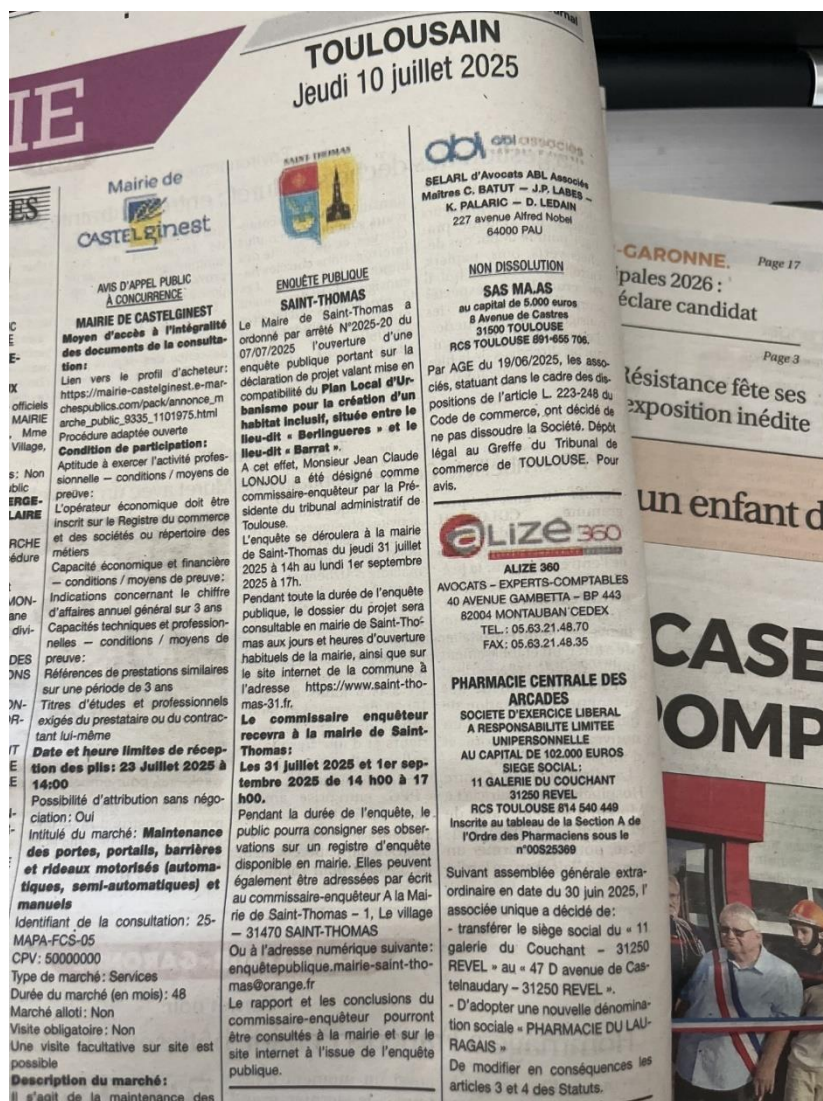 TOULOUSAIN
Jeudi 10 juillet 2025
IE
Mairie de
CASTELginest
AVIS D'APPEL PUBLIC
À CONCURRENCE
MAIRIE DE CASTELGINEST
Moyen d'accès à l'intégralité
des documents de la consulta-
tion:
Lien vers le profil d'acheteur:
https://mairie-castelginest.e-mar-
chespublics.com/pack/annonce_m
arche_public_9335_1101975.html
Procédure adaptée ouverte
Condition de participation:
Aptitude à exercer l'activité profes-
sionnelle – conditions / moyens de
preuve:
L'opérateur économique doit être
inscrit sur le Registre du commerce
et des sociétés ou répertoire des
métiers
Capacité économique et financière
– conditions / moyens de preuve:
Indications concernant le chiffre
d'affaires annuel général sur 3 ans
Capacités techniques et profession-
nelles – conditions / moyens de
preuve:
Références de prestations similaires
sur une période de 3 ans
Titres d'études et professionnels
exigés du prestataire ou du contrac-
tant lui-même
Date et heure limites de récep-
tion des plis: 23 Juillet 2025 à
14:00
Possibilité d'attribution sans négo-
ciation: Oui
Intitulé du marché: Maintenance
des portes, portails, barrières
et rideaux motorisés (automa-
tiques, semi-automatiques) et
manuels
Identifiant de la consultation: 25-
MAPA-FCS-05
CPV: 50000000
Type de marché: Services
Durée du marché (en mois): 48
Marché alloti: Non
Visite obligatoire: Non
Une visite facultative sur site est
possible
Description du marché:
Il s'agit de la maintenance des
SAINT THOMAS
ENQUÊTE PUBLIQUE
SAINT-THOMAS
Le Maire de Saint-Thomas a
ordonné par arrêté N°2025-20 du
07/07/2025 l'ouverture d'une
enquête publique portant sur la
déclaration de projet valant mise en
compatibilité du Plan Local d'Ur-
banisme pour la création d'un
habitat inclusif, située entre le
lieu-dit « Berlingueres » et le
lieu-dit « Barrat ».
A cet effet, Monsieur Jean Claude
LONJOU a été désigné comme
commissaire-enquêteur par la Pré-
sidente du tribunal administratif de
Toulouse.
L'enquête se déroulera à la mairie
de Saint-Thomas du jeudi 31 juillet
2025 à 14h au lundi 1er septembre
2025 à 17h.
Pendant toute la durée de l'enquête
publique, le dossier du projet sera
consultable en mairie de Saint-Tho-
mas aux jours et heures d'ouverture
habituels de la mairie, ainsi que sur
le site internet de la commune à
l'adresse https://www.saint-tho-
mas-31.fr.
Le commissaire enquêteur
recevra à la mairie de Saint-
Thomas:
Les 31 juillet 2025 et 1er sep-
tembre 2025 de 14 h00 à 17
h00.
Pendant la durée de l'enquête, le
public pourra consigner ses obser-
vations sur un registre d'enquête
disponible en mairie. Elles peuvent
également être adressées par écrit
au commissaire-enquêteur A la Mai-
rie de Saint-Thomas – 1, Le village
– 31470 SAINT-THOMAS
Ou à l'adresse numérique suivante:
enquêtepublique.mairie-saint-tho-
mas@orange.fr
Le rapport et les conclusions du
commissaire-enquêteur pourront
être consultés à la mairie et sur le
site internet à l'issue de l'enquête
publique.
abl abl associés
SELARL d'Avocats ABL Associés
Maîtres C. BATUT – J.P. LABES –
K. PALARIC – D. LEDAIN
227 avenue Alfred Nobel
64000 PAU
NON DISSOLUTION
SAS MA.AS
au capital de 5.000 euros
8 Avenue de Castres
31500 TOULOUSE
RCS TOULOUSE 891-655 706.
Par AGE du 19/06/2025, les asso-
ciés, statuant dans le cadre des dis-
positions de l'article L. 223-248 du
Code de commerce, ont décidé de
ne pas dissoudre la Société. Dépôt
légal au Greffe du Tribunal de
commerce de TOULOUSE. Pour
avis.
aLIZé 360
ALIZÉ 360
AVOCATS – EXPERTS-COMPTABLES
40 AVENUE GAMBETTA – BP 443
82004 MONTAUBAN CEDEX
TEL.: 05.63.21.48.70
FAX: 05.63.21.48.35
PHARMACIE CENTRALE DES
ARCADES
SOCIETE D'EXERCICE LIBERAL
A RESPONSABILITE LIMITEE
UNIPERSONNELLE
AU CAPITAL DE 102.000 EUROS
SIEGE SOCIAL:
11 GALERIE DU COUCHANT
31250 REVEL
RCS TOULOUSE 814 540 449
Inscrite au tableau de la Section A de
l'Ordre des Pharmaciens sous le
n°00S25369
Suivant assemblée générale extra-
ordinaire en date du 30 juin 2025, l'
associée unique a décidé de:
- transférer le siège social du « 11
galerie du Couchant – 31250
REVEL » au « 47 D avenue de Cas-
telnaudary – 31250 REVEL ».
- D'adopter une nouvelle dénomina-
tion sociale « PHARMACIE DU LAU-
RAGAIS »
De modifier en conséquences les
articles 3 et 4 des Statuts.
-GARONNE. Page 17
pales 2026 :
éclare candidat
Page 3
Résistance fête ses
exposition inédite
un enfant d
CASE
POMP